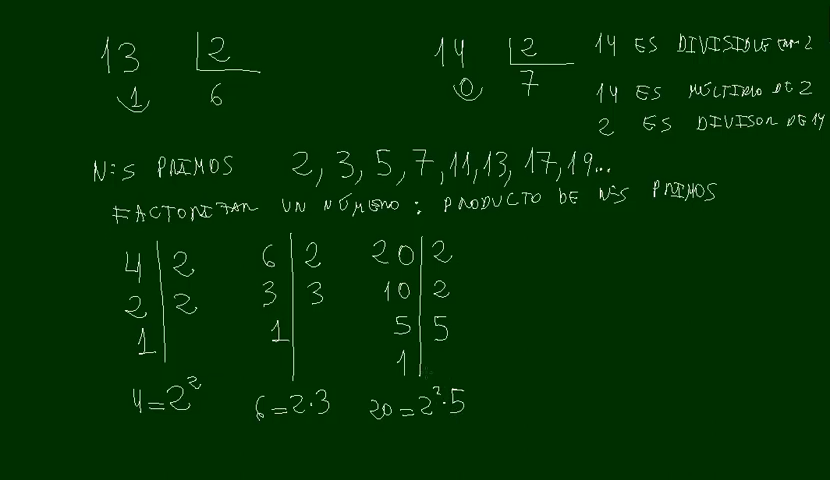 13 2 14 2 14 ES DIVISIBLE ENTRE 2
1 6 0 7 14 ES MÚLTIPLO DE 2
2 ES DIVISOR DE 14
N:S PRIMOS 2, 3, 5, 7, 11, 13, 17, 19...
FACTORIZAR UN NÚMERO: PRODUCTO DE N:S PRIMOS
4 2 6 2 20 2
2 2 3 3 10 2
1 1 5 5
1
4=2² 6=2·3 20=2²·5